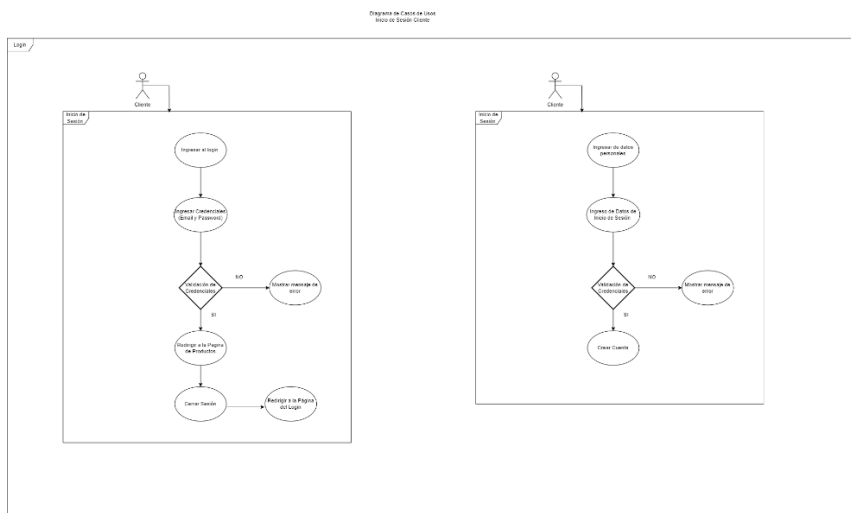 Diagrama de Casos de Usos
Inicio de Sesión Cliente
Login
Cliente
Inicio de
Sesión
Ingresar al login
Ingresar Credenciales
(Email y Password)
Validación de
Credenciales
NO
Mostrar mensaje de
error
SI
Redirigir a la Pagina
de Productos
Cerrar Sesión
Redirigir a la Pagina
del Login
Cliente
Inicio de
Sesión
Ingresar de datos
personales
Ingreso de Datos de
Inicio de Sesión
Validación de
Credenciales
NO
Mostrar mensaje de
error
SI
Crear Cuenta